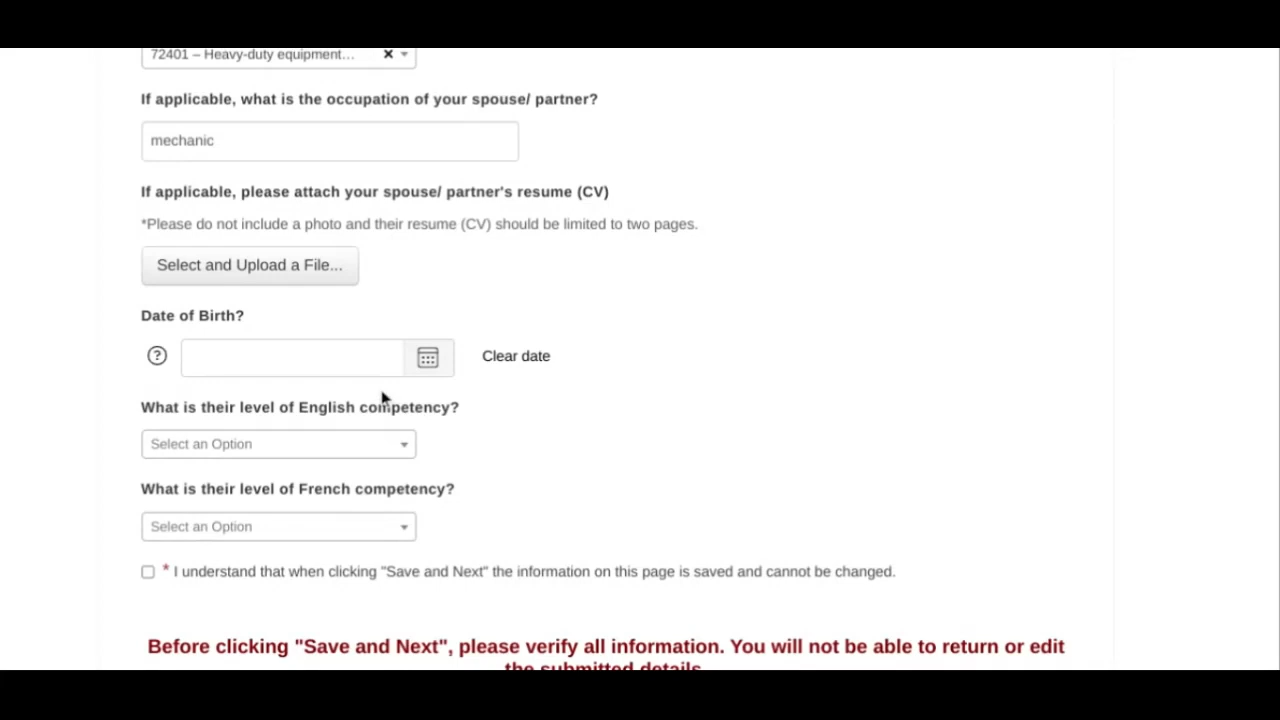 72401 – Heavy-duty equipment...
If applicable, what is the occupation of your spouse/ partner?
mechanic
If applicable, please attach your spouse/ partner's resume (CV)
*Please do not include a photo and their resume (CV) should be limited to two pages.
Select and Upload a File...
Date of Birth?
Clear date
What is their level of English competency?
Select an Option
What is their level of French competency?
Select an Option
* I understand that when clicking "Save and Next" the information on this page is saved and cannot be changed.
Before clicking "Save and Next", please verify all information. You will not be able to return or edit
the submitted details.